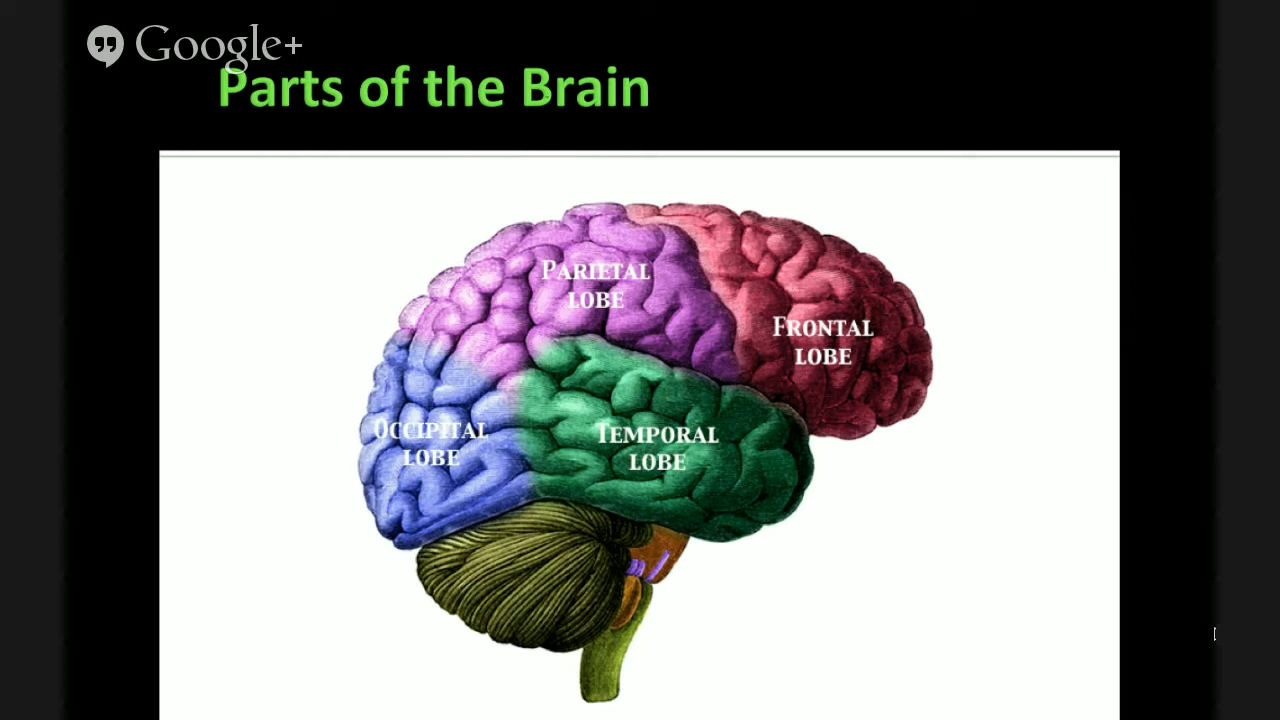 Google+
Parts of the Brain
PARIETAL
LOBE
FRONTAL
LOBE
OCCIPITAL
LOBE
TEMPORAL
LOBE